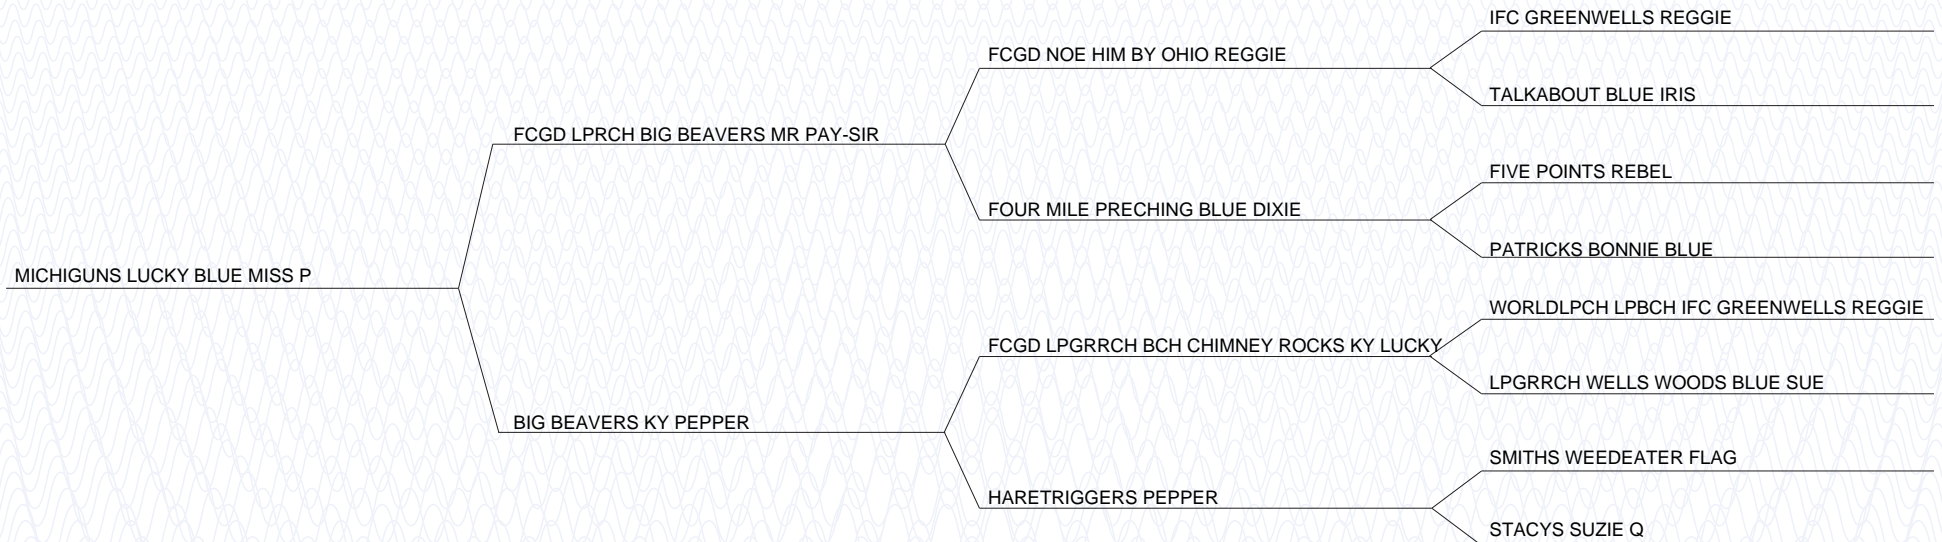 IFC GREENWELLS REGGIE
FCGD NOE HIM BY OHIO REGGIE
TALKABOUT BLUE IRIS
FCGD LPRCH BIG BEAVERS MR PAY-SIR
FIVE POINTS REBEL
FOUR MILE PRECHING BLUE DIXIE
PATRICKS BONNIE BLUE
MICHIGUNS LUCKY BLUE MISS P
WORLDLPCH LPBCH IFC GREENWELLS REGGIE
FCGD LPGRRCH BCH CHIMNEY ROCKS KY LUCKY
LPGRRCH WELLS WOODS BLUE SUE
BIG BEAVERS KY PEPPER
SMITHS WEEDEATER FLAG
HARETRIGGERS PEPPER
STACYS SUZIE Q